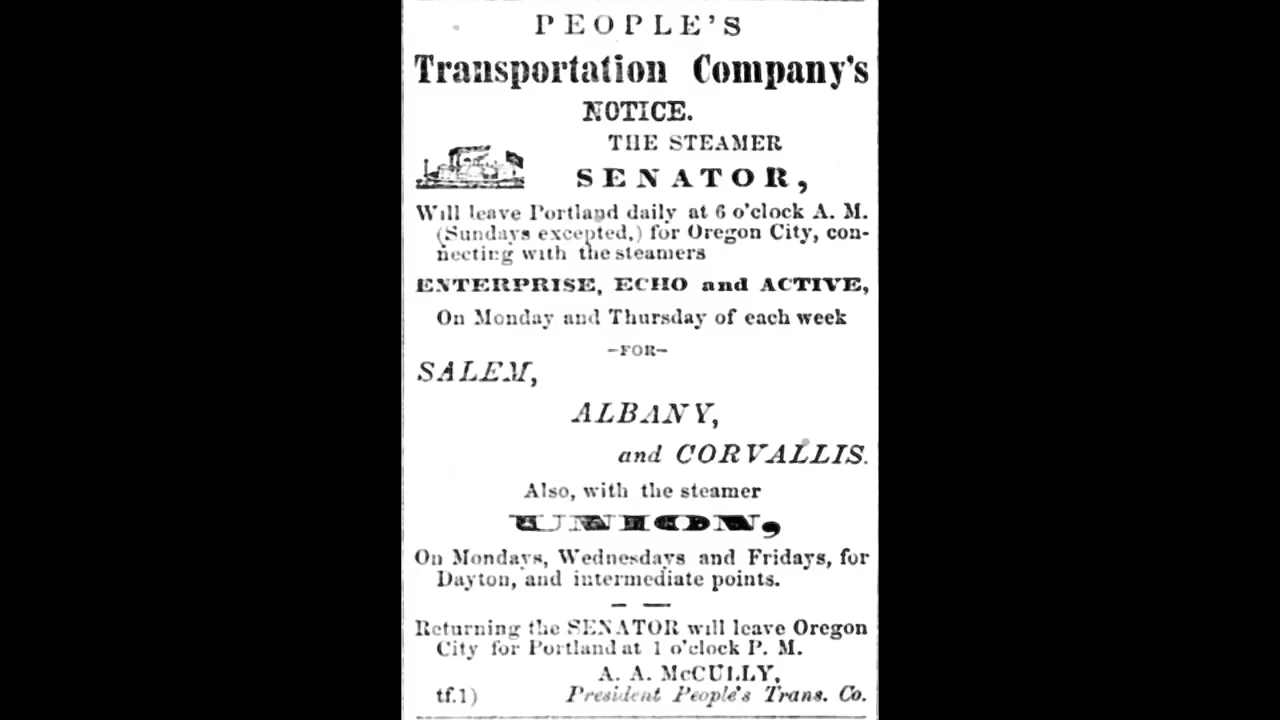 PEOPLE'S
Transportation Company's
NOTICE.
THE STEAMER
SENATOR,
Will leave Portland daily at 6 o'clock A. M.
(Sundays excepted,) for Oregon City, con-
necting with the steamers
ENTERPRISE, ECHO and ACTIVE,
On Monday and Thursday of each week
—FOR—
SALEM,
ALBANY,
and CORVALLIS.
Also, with the steamer
UNION,
On Mondays, Wednesdays and Fridays, for
Dayton, and intermediate points.
Returning the SENATOR will leave Oregon
City for Portland at 1 o'clock P. M.
A. A. McCULLY,
tf.1) President People's Trans. Co.